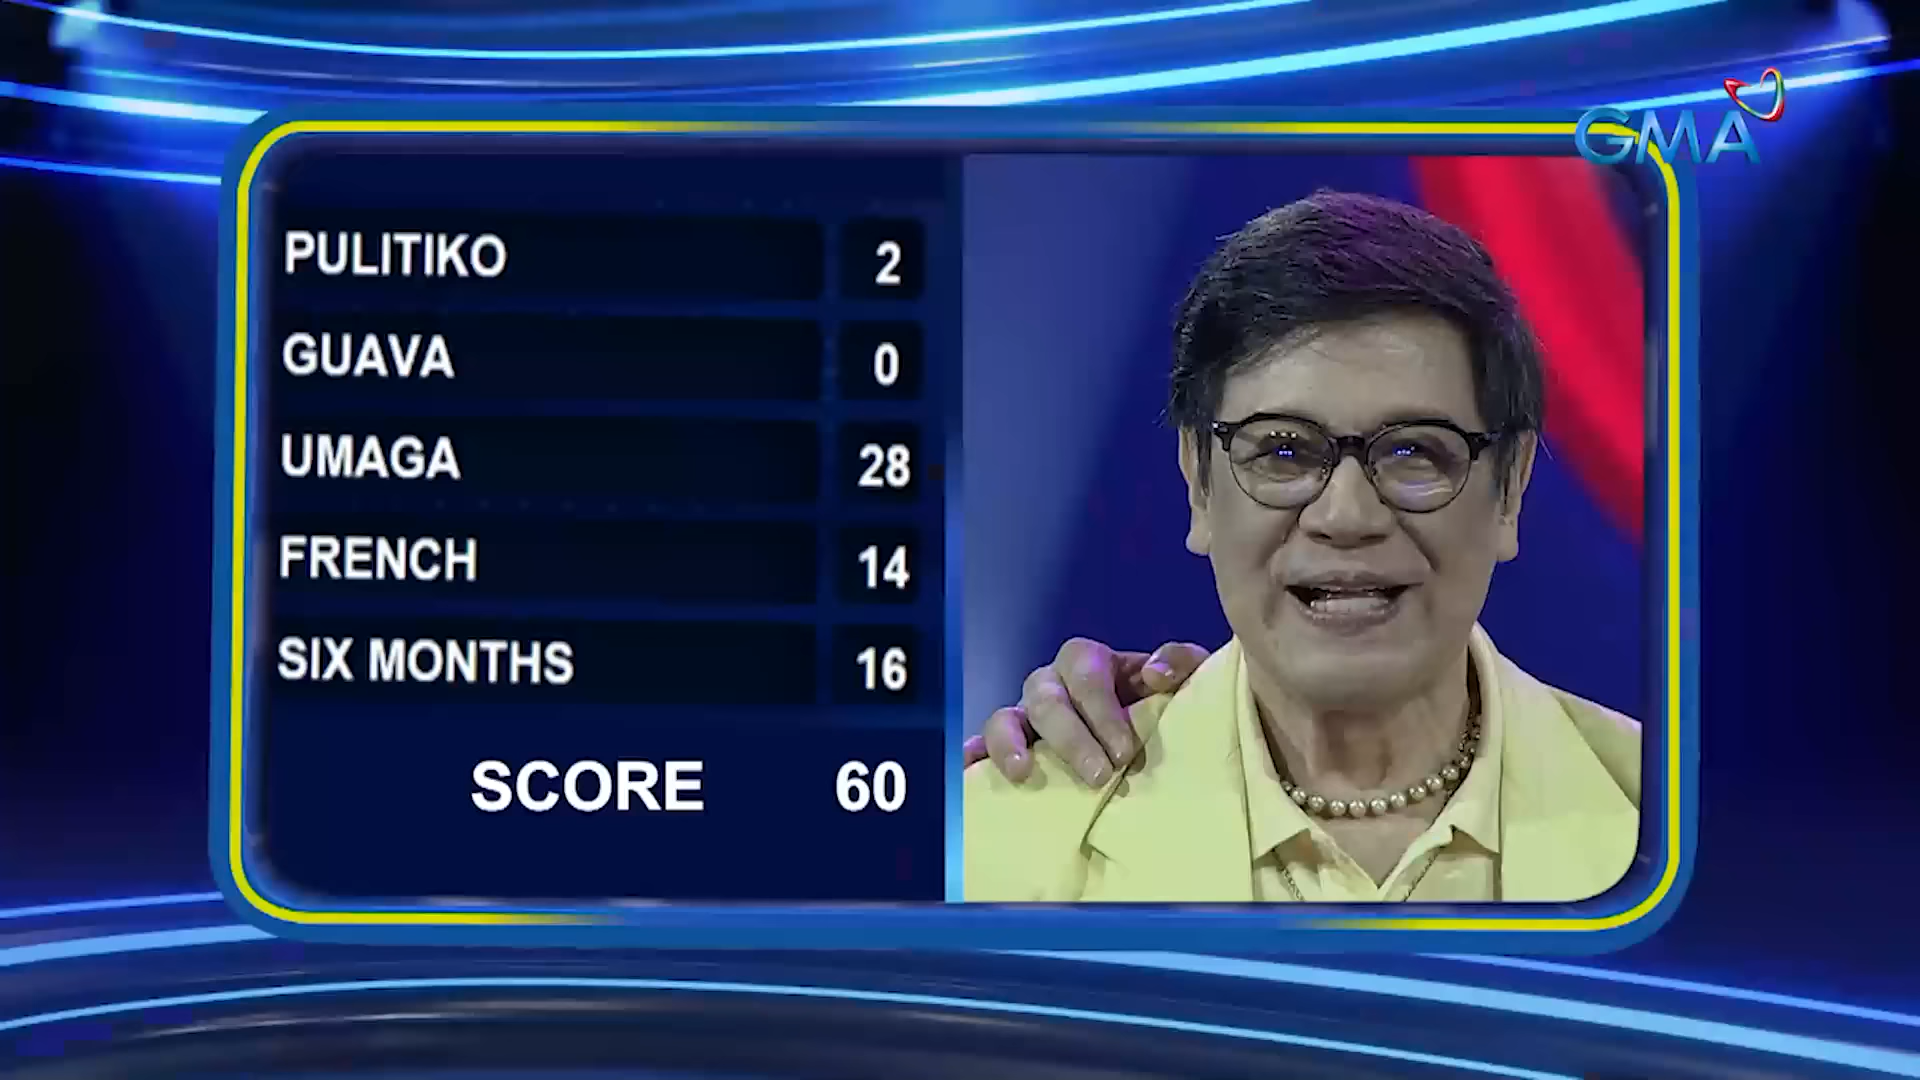 GMA
PULITIKO 2
GUAVA 0
UMAGA 28
FRENCH 14
SIX MONTHS 16
SCORE 60